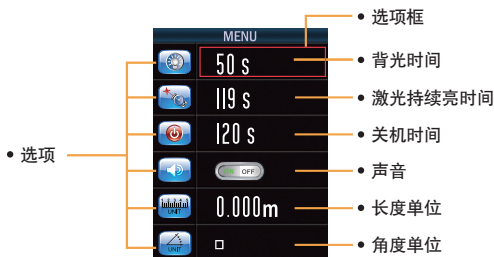 • 选项框
MENU
50 s
• 背光时间
119 s
• 激光持续亮时间
120 s
• 关机时间
• 选项
ON OFF
• 声音
UNIT
0.000m
• 长度单位
UNIT
• 角度单位